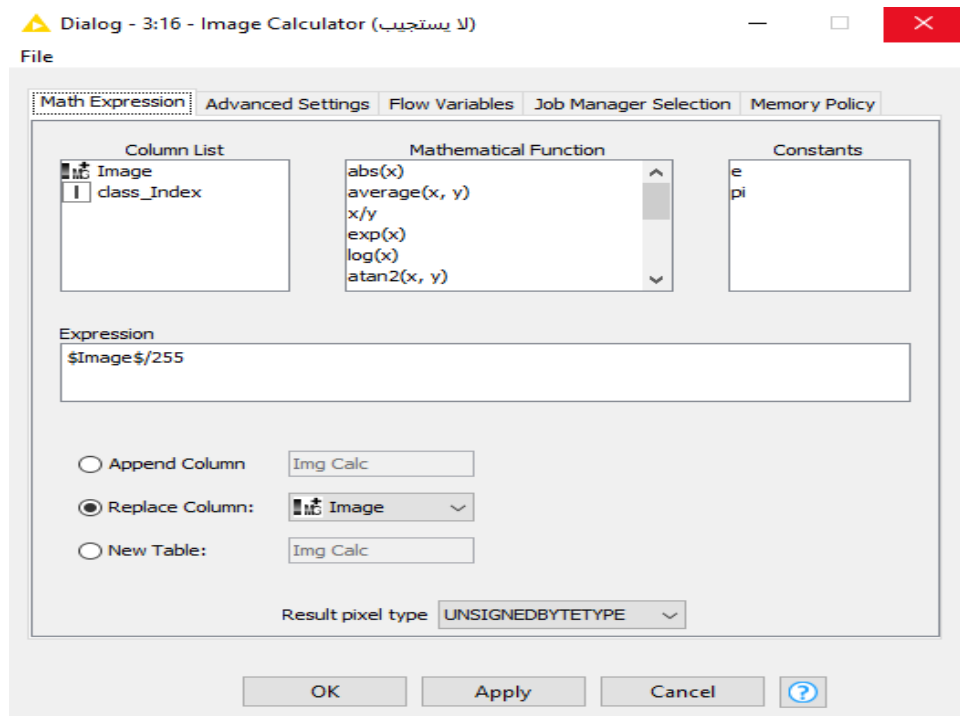 Dialog - 3:16 - Image Calculator (لا يستجيب)
File
Math Expression Advanced Settings Flow Variables Job Manager Selection Memory Policy
Column List Mathematical Function Constants
Image abs(x) e
class_Index average(x, y) pi
x/y
exp(x)
log(x)
atan2(x, y)
Expression
$Image$/255
Append Column Img Calc
Replace Column: Image
New Table: Img Calc
Result pixel type UNSIGNEDBYTETYPE
OK Apply Cancel ?